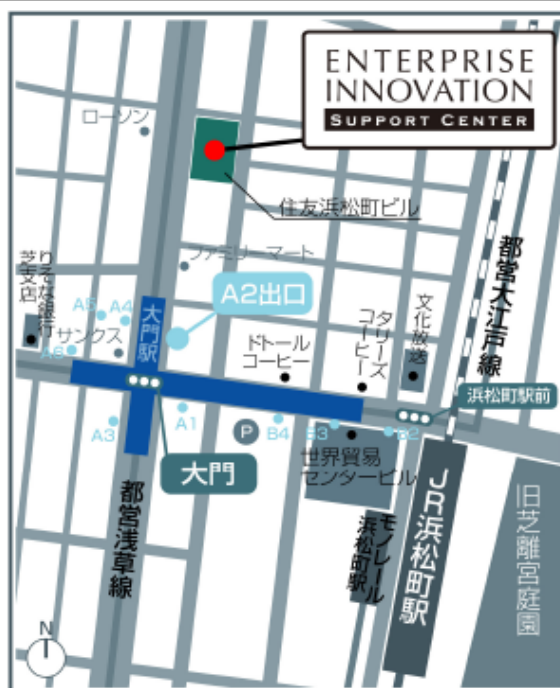 ENTERPRISE
INNOVATION
SUPPORT CENTER
ローソン
住友浜松町ビル
ファミリーマート
A2出口
りそな銀行
芝支店
A5
A4
サンクス
A6
大門駅
ドトール
コーヒー
タリーズ
コーヒー
文化放送
都営大江戸線
浜松町駅前
A3
A1
P
B4
B3
B2
大門
世界貿易
センタービル
都営浅草線
モノレール
浜松町駅
JR浜松町駅
旧芝離宮庭園
N